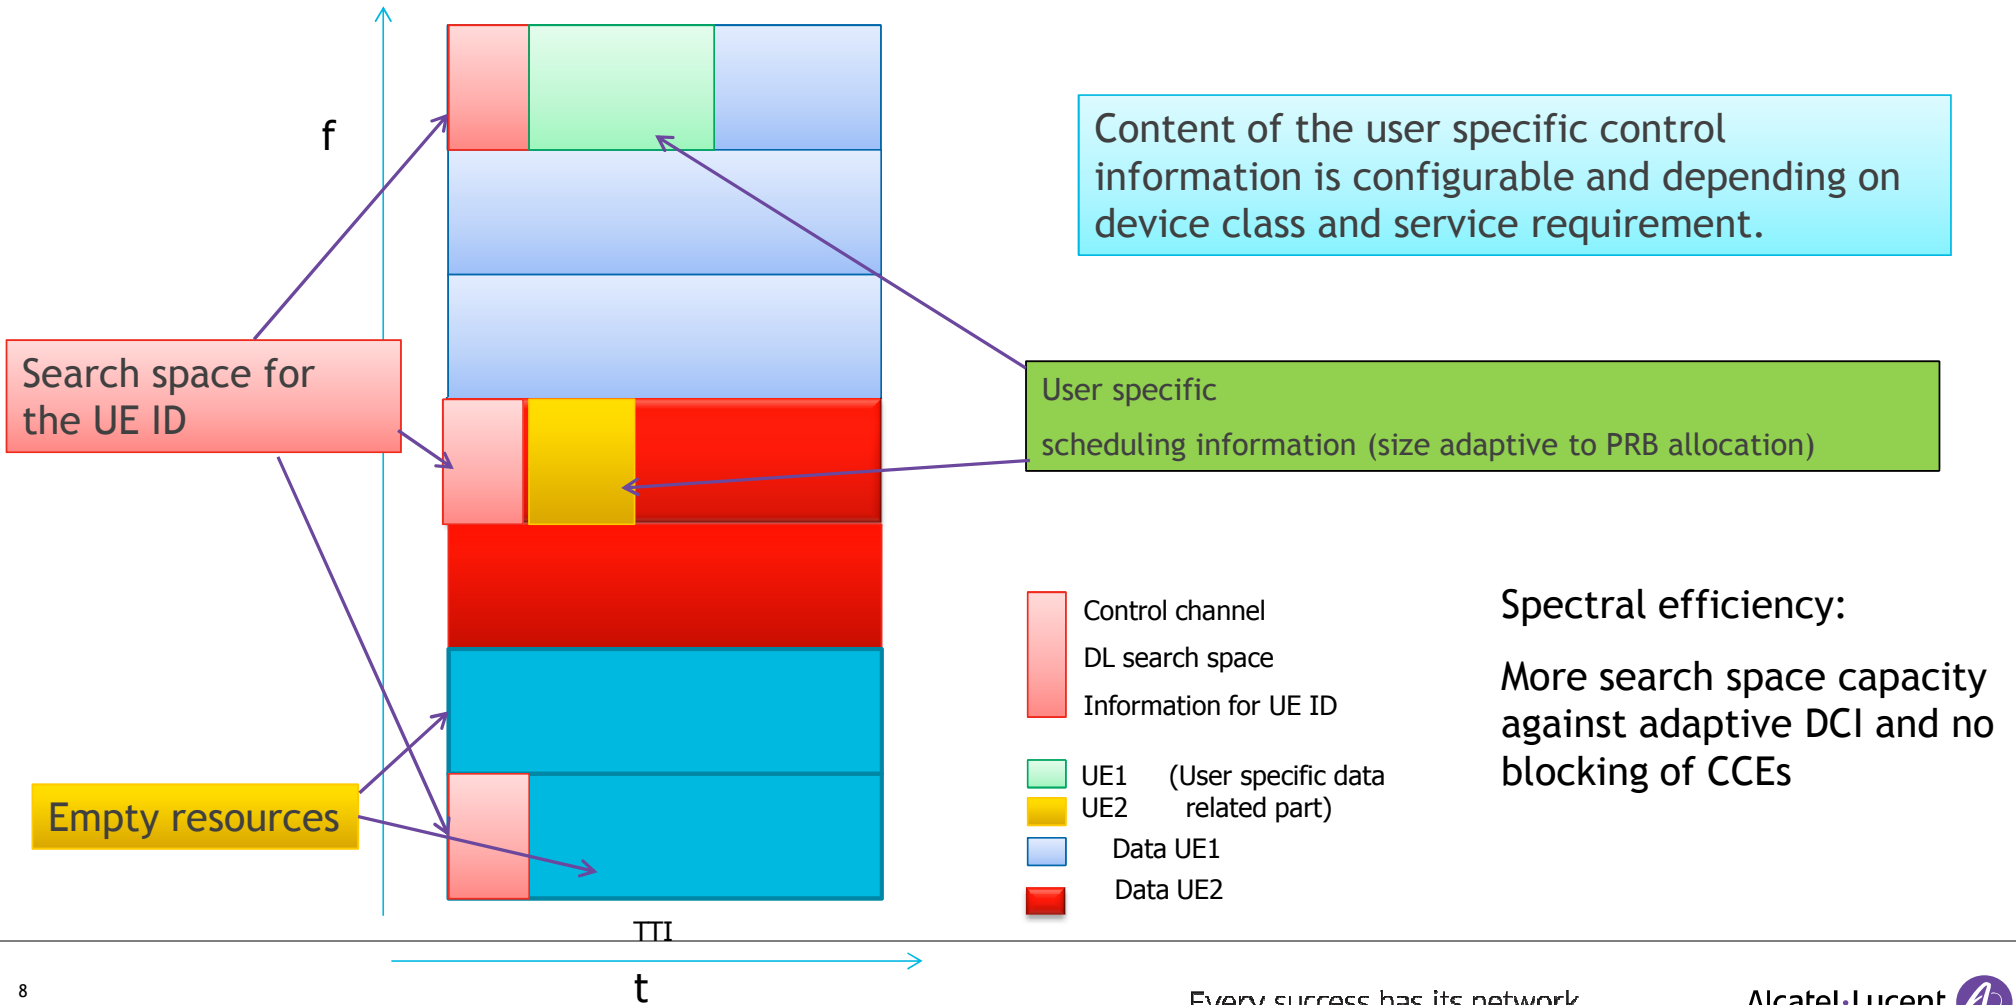 f
Content of the user specific control
information is configurable and depending on
device class and service requirement.
Search space for
the UE ID
User specific
scheduling information (size adaptive to PRB allocation)
Empty resources
Control channel
DL search space
Information for UE ID
UE1 (User specific data
UE2 related part)
Data UE1
Data UE2
Spectral efficiency:
More search space capacity
against adaptive DCI and no
blocking of CCEs
TTI
t
8
Every success has its network
Alcatel·Lucent